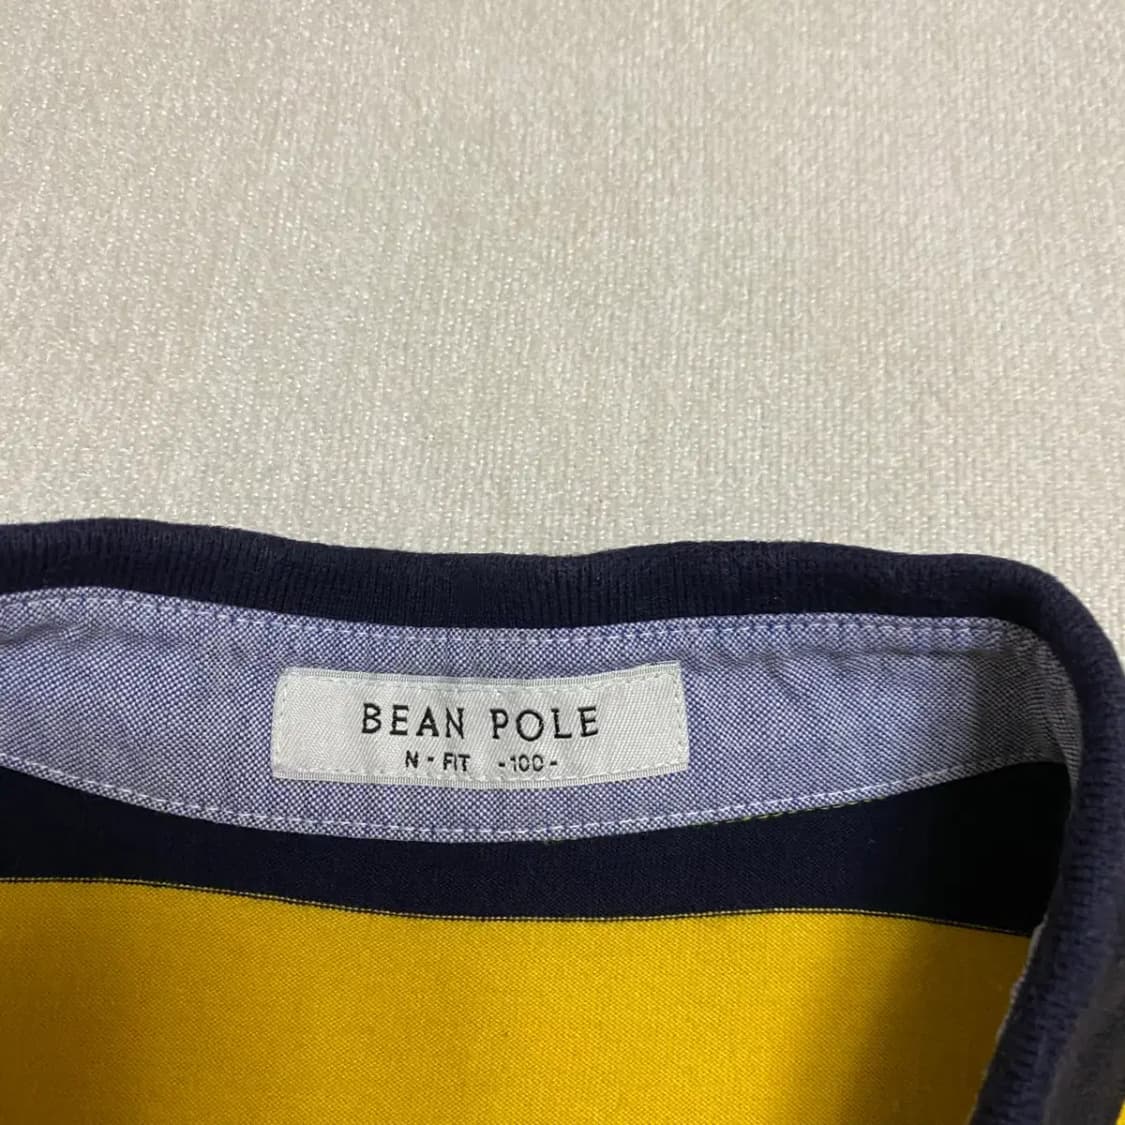 BEAN POLE
N - FIT -100-